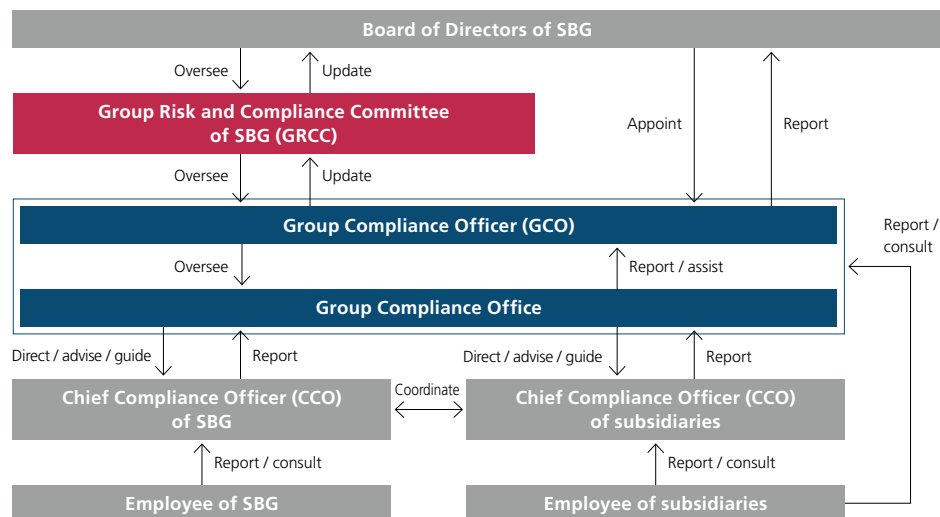 Board of Directors of SBG
Oversee
Update
Appoint
Report
Group Risk and Compliance Committee
of SBG (GRCC)
Oversee
Update
Group Compliance Officer (GCO)
Report /
consult
Oversee
Report / assist
Group Compliance Office
Direct / advise / guide
Report
Direct / advise / guide
Report
Chief Compliance Officer (CCO)
of SBG
Coordinate
Chief Compliance Officer (CCO)
of subsidiaries
Report / consult
Report / consult
Employee of SBG
Employee of subsidiaries